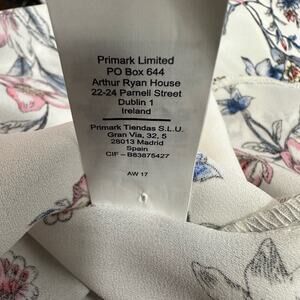 Primark Limited
PO Box 644
Arthur Ryan House
22-24 Parnell Street
Dublin 1
Ireland
Primark Tiendas S.L.U.
Gran Via, 32, 5
28013 Madrid
Spain
CIF – B83875427
AW 17